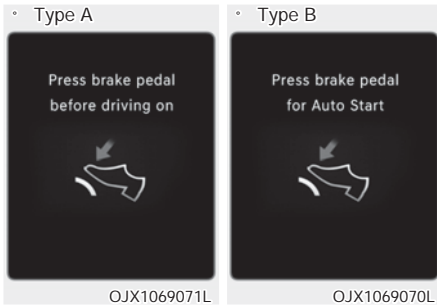 ° Type A
Press brake pedal
before driving on
OJX1069071L
° Type B
Press brake pedal
for Auto Start
OJX1069070L